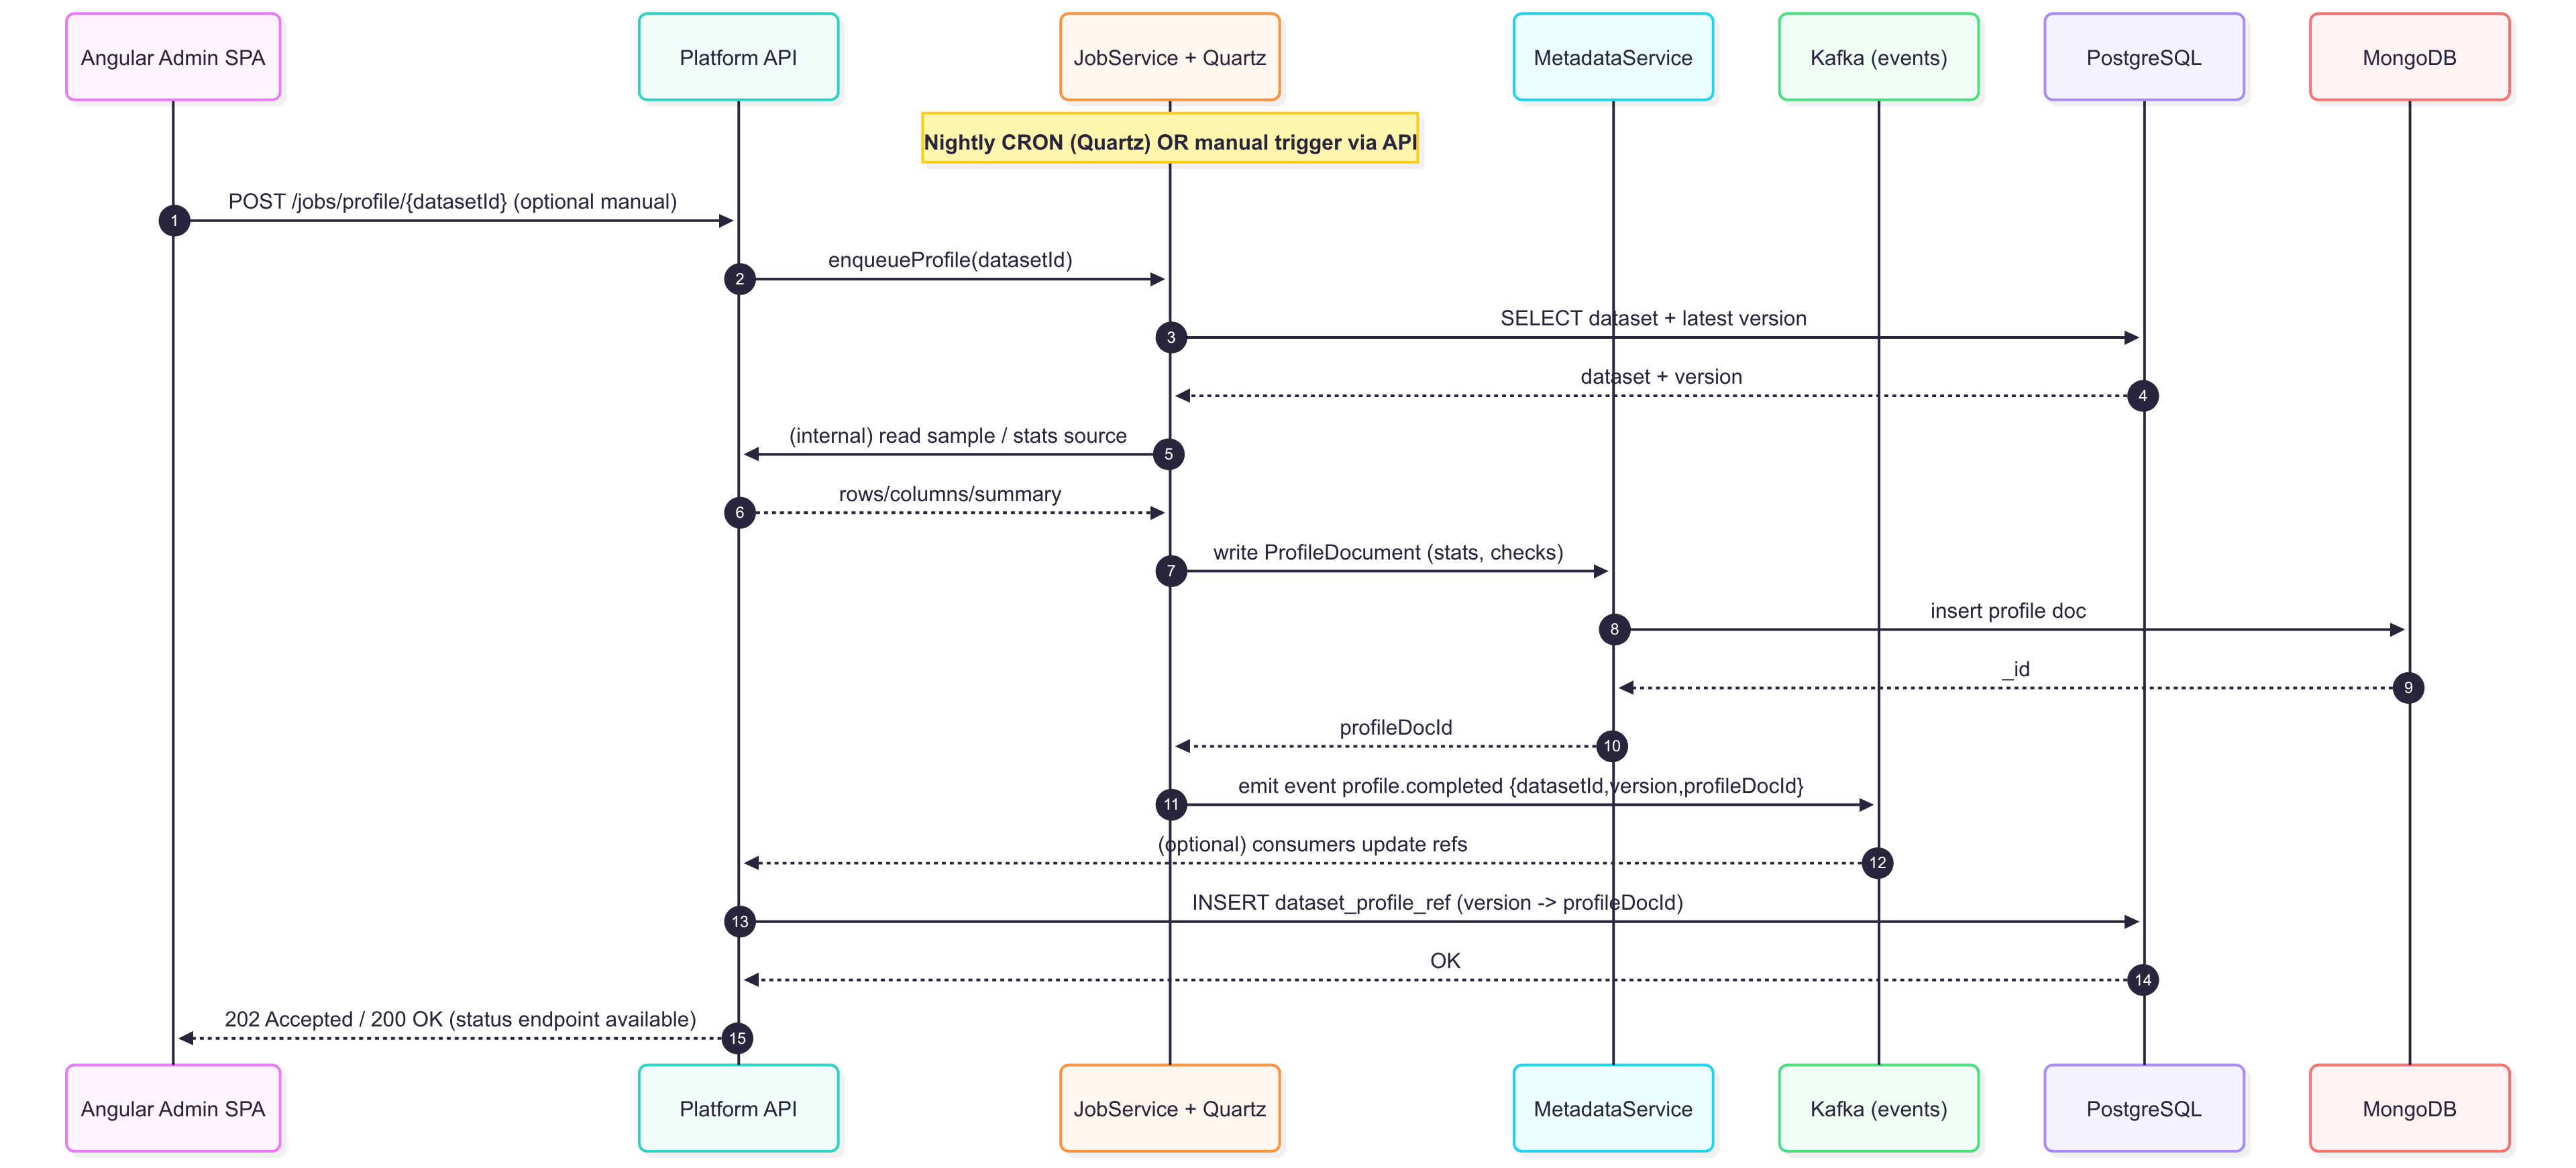 Angular Admin SPA
Platform API
JobService + Quartz
MetadataService
Kafka (events)
PostgreSQL
MongoDB
Nightly CRON (Quartz) OR manual trigger via API
POST /jobs/profile/{datasetId} (optional manual)
1
enqueueProfile(datasetId)
2
SELECT dataset + latest version
3
dataset + version
4
(internal) read sample / stats source
5
rows/columns/summary
6
write ProfileDocument (stats, checks)
7
insert profile doc
8
_id
9
profileDocId
10
emit event profile.completed {datasetId,version,profileDocId}
11
(optional) consumers update refs
12
INSERT dataset_profile_ref (version -> profileDocId)
13
OK
14
202 Accepted / 200 OK (status endpoint available)
15
Angular Admin SPA
Platform API
JobService + Quartz
MetadataService
Kafka (events)
PostgreSQL
MongoDB